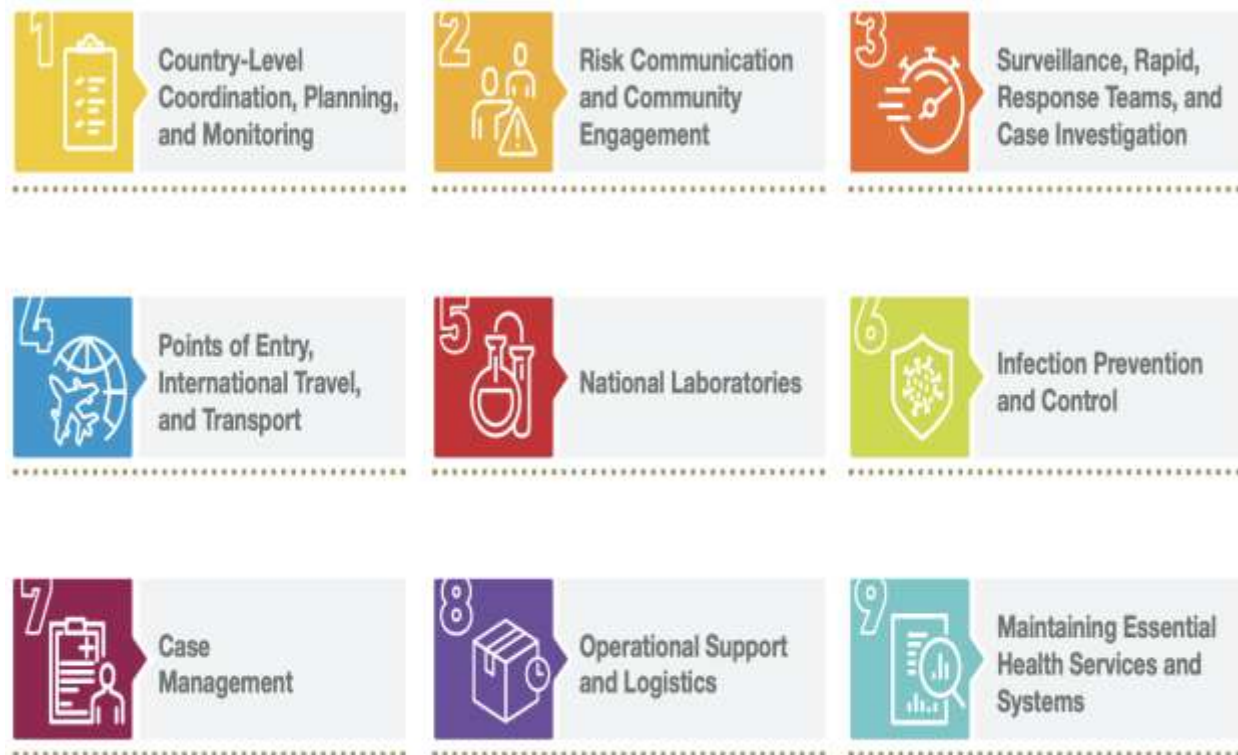 1
Country-Level
Coordination, Planning,
and Monitoring
2
Risk Communication
and Community
Engagement
3
Surveillance, Rapid,
Response Teams, and
Case Investigation
4
Points of Entry,
International Travel,
and Transport
5
National Laboratories
6
Infection Prevention
and Control
7
Case
Management
8
Operational Support
and Logistics
9
Maintaining Essential
Health Services and
Systems